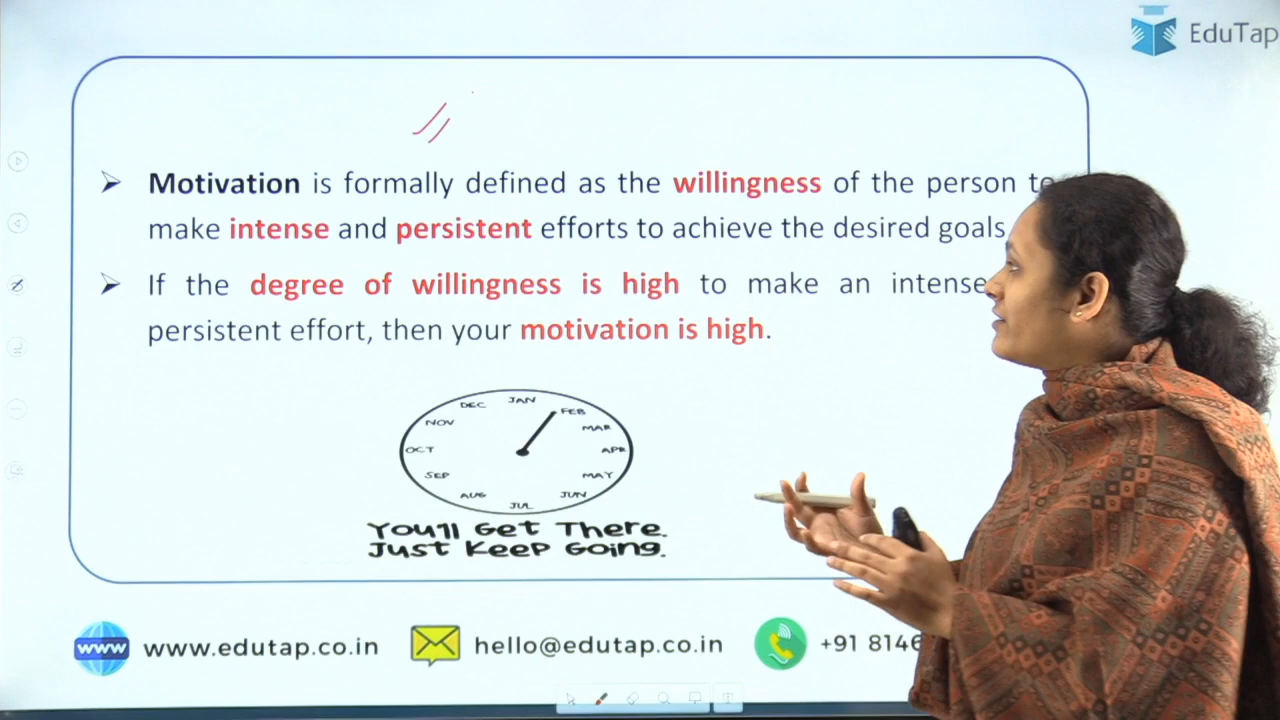 EduTap
Motivation is formally defined as the willingness of the person to
make intense and persistent efforts to achieve the desired goals
If the degree of willingness is high to make an intense
persistent effort, then your motivation is high.
JAN
FEB
MAR
APR
MAY
JUN
JUL
AUG
SEP
OCT
NOV
DEC
You'll Get There.
Just Keep Going.
www
www.edutap.co.in
hello@edutap.co.in
+91 8146